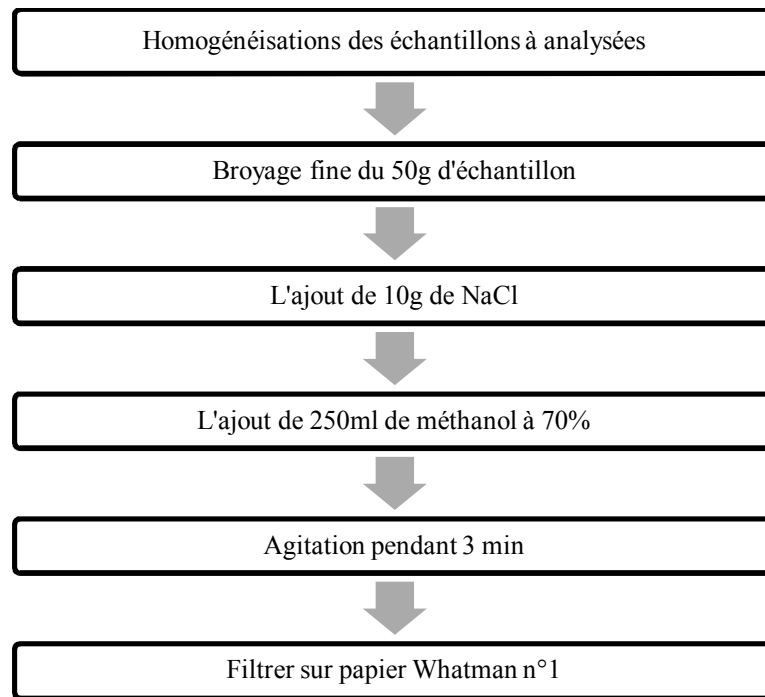 Homogénéisations des échantillons à analysées
Broyage fine du 50g d'échantillon
L'ajout de 10g de NaCl
L'ajout de 250ml de méthanol à 70%
Agitation pendant 3 min
Filtrer sur papier Whatman n°1